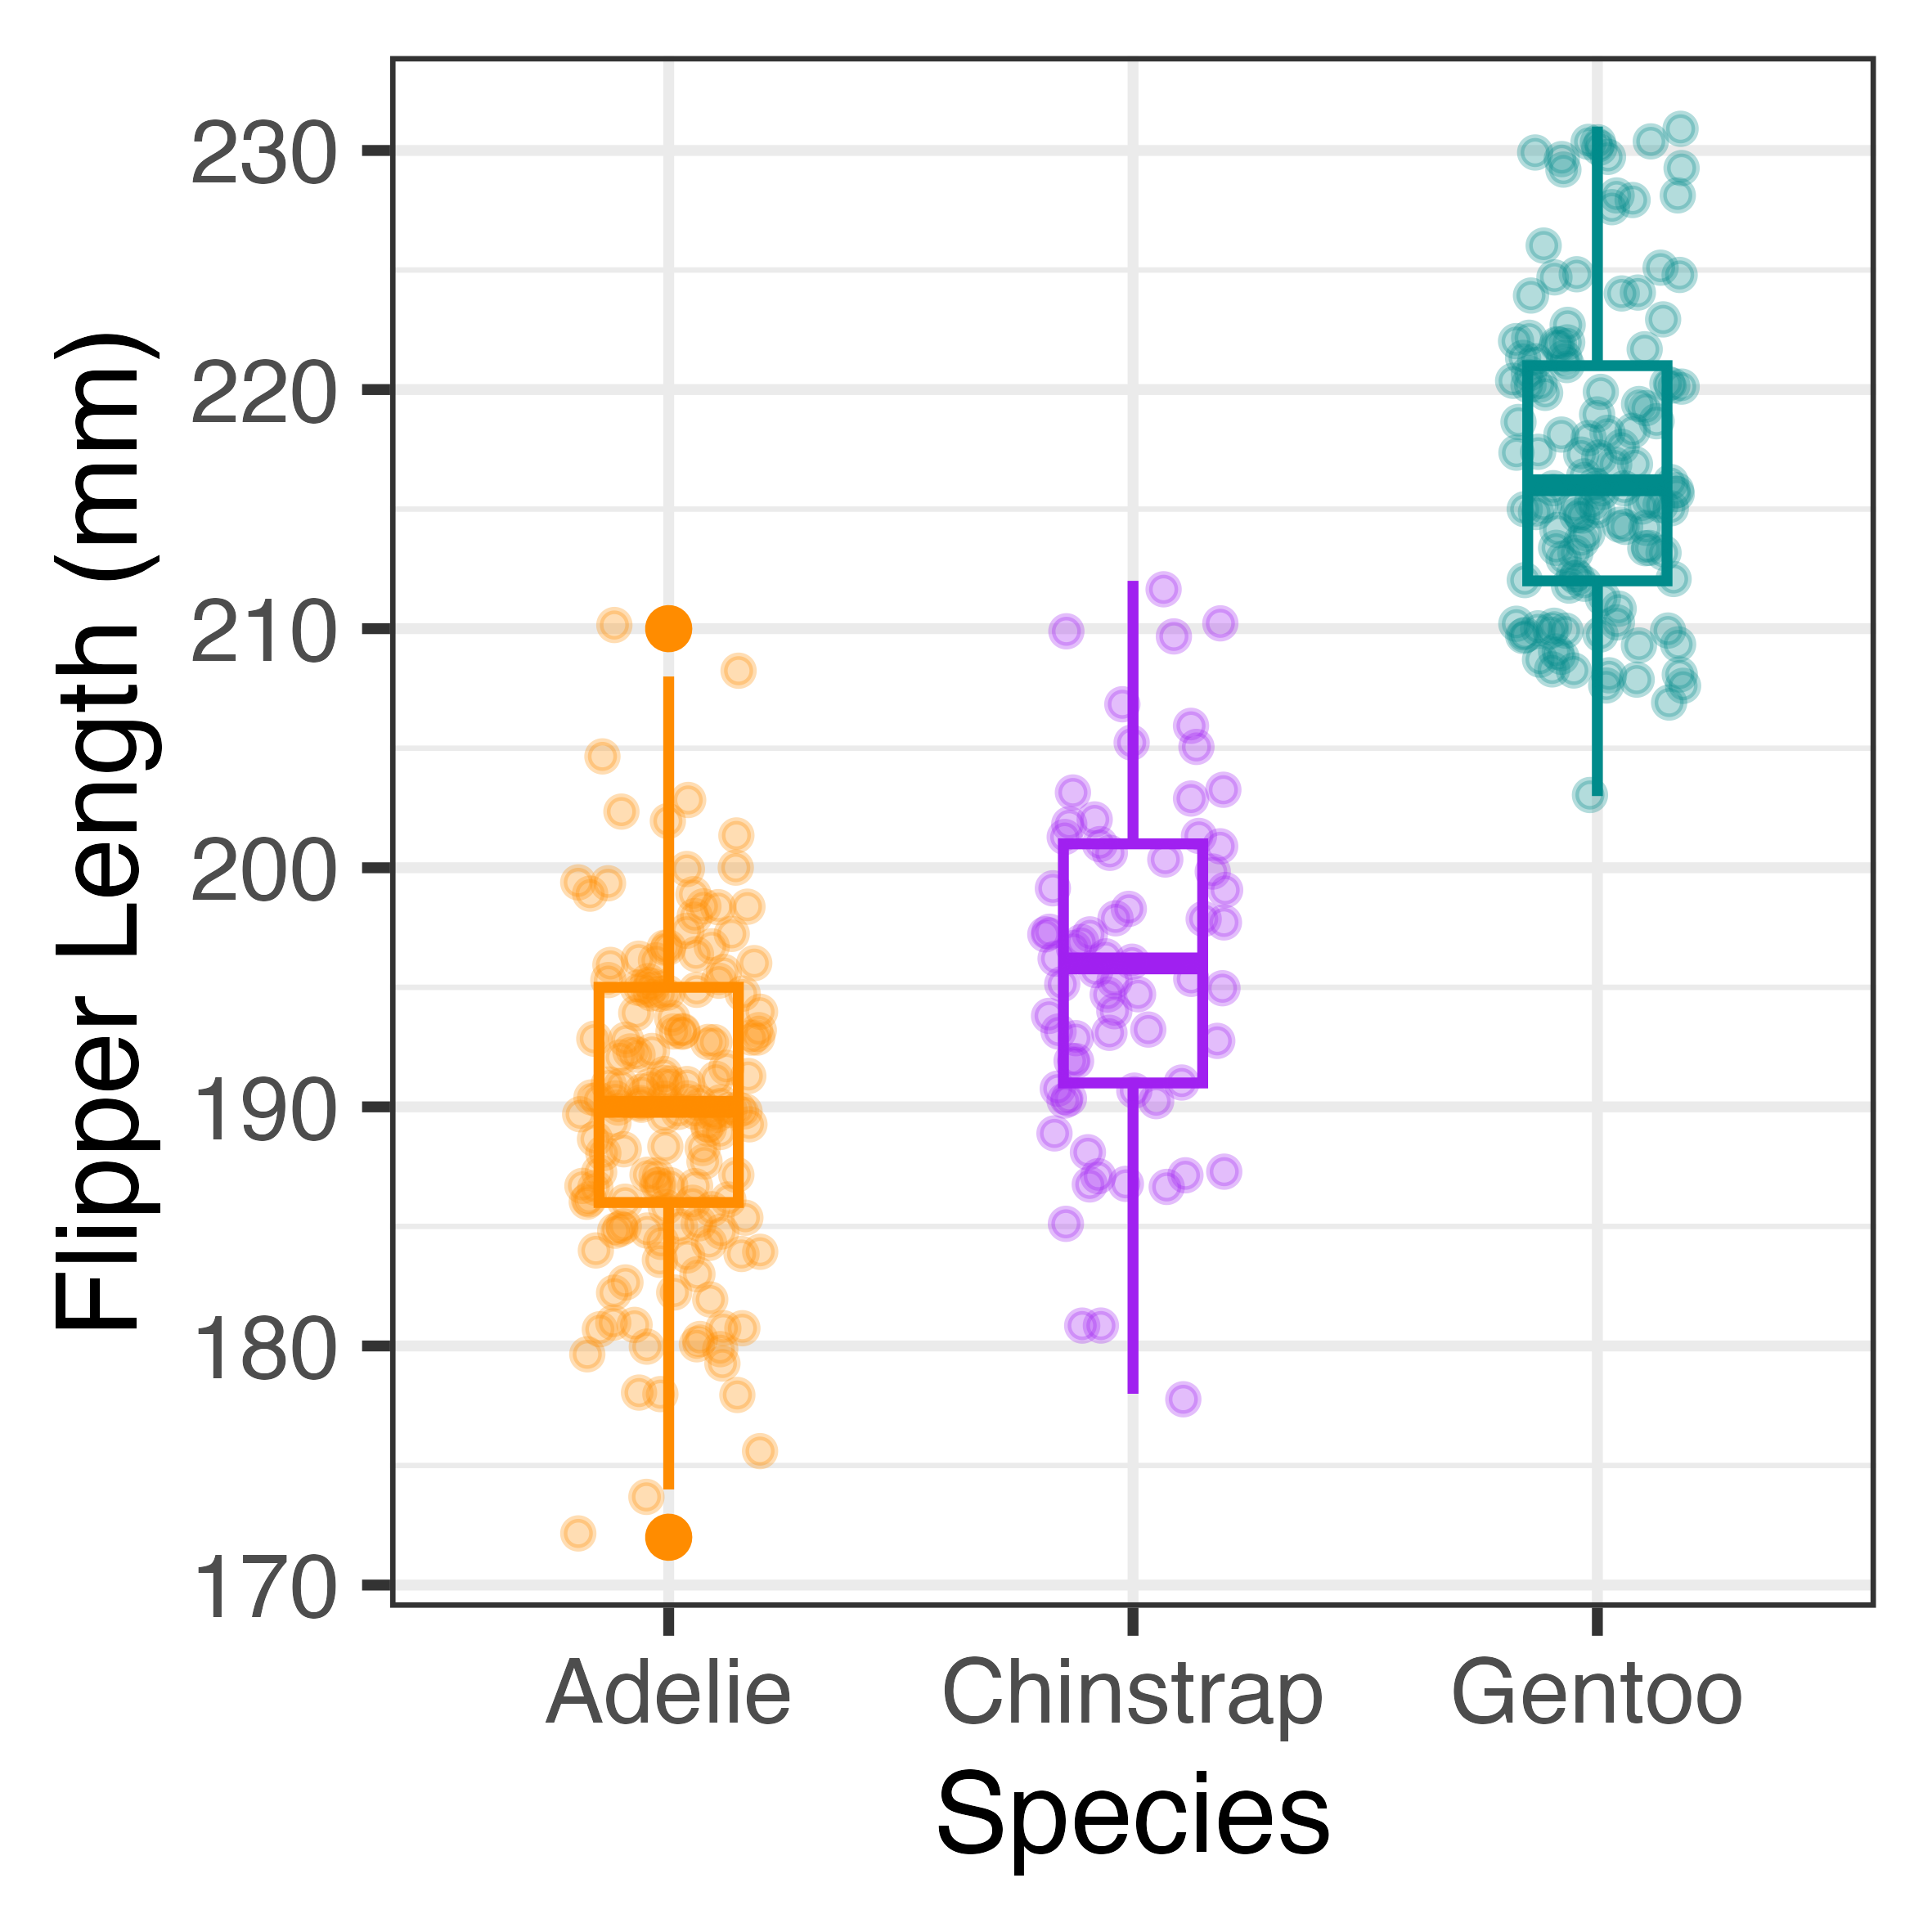 Flipper Length (mm)
230
220
210
200
190
180
170
Adelie Chinstrap Gentoo
Species